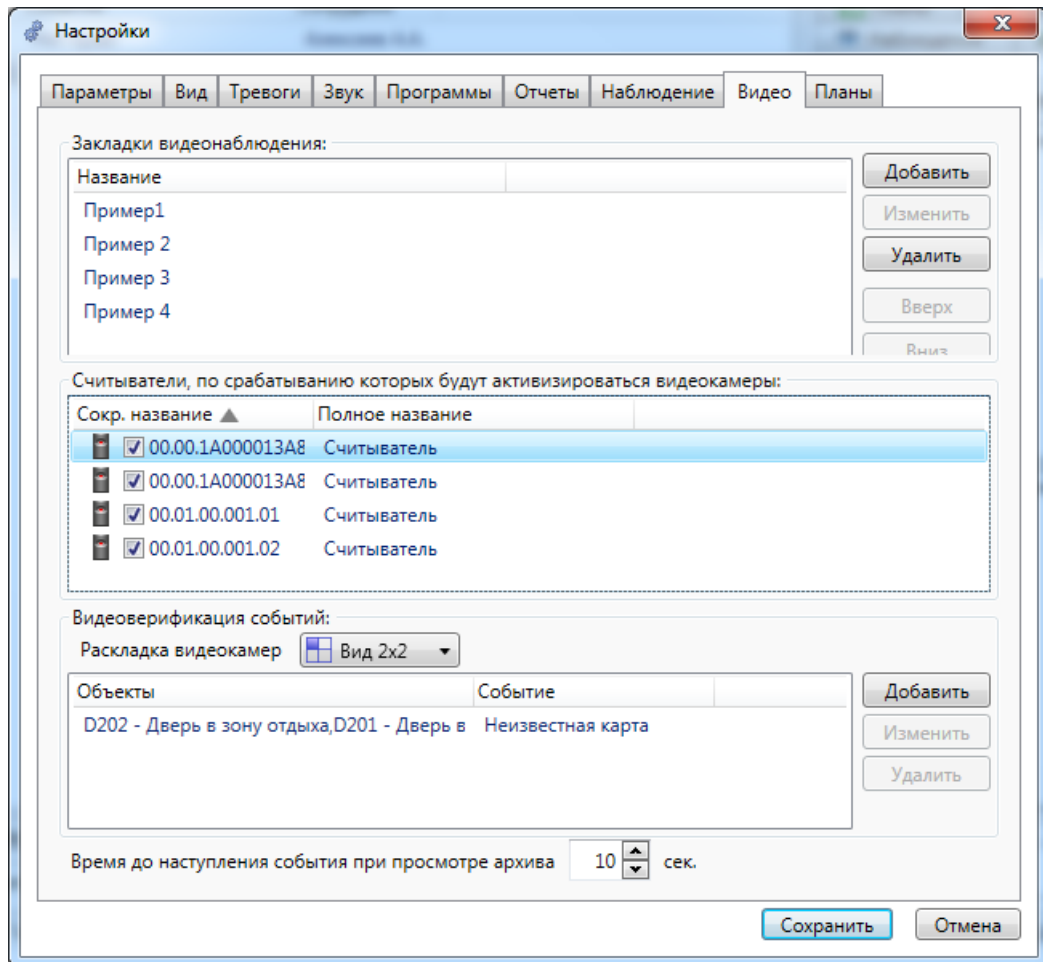 Настройки
Параметры Вид Тревоги Звук Программы Отчеты Наблюдение Видео Планы
Закладки видеонаблюдения:
Название
Добавить
Пример1
Изменить
Пример 2
Удалить
Пример 3
Пример 4
Вверх
Вниз
Считыватели, по срабатыванию которых будут активизироваться видеокамеры:
Сокр. название Полное название
00.00.1A000013A8 Считыватель
00.00.1A000013A8 Считыватель
00.01.00.001.01 Считыватель
00.01.00.001.02 Считыватель
Видеоверификация событий:
Раскладка видеокамер Вид 2x2
Объекты Событие
Добавить
D202 - Дверь в зону отдыха,D201 - Дверь в Неизвестная карта
Изменить
Удалить
Время до наступления события при просмотре архива 10 сек.
Сохранить Отмена